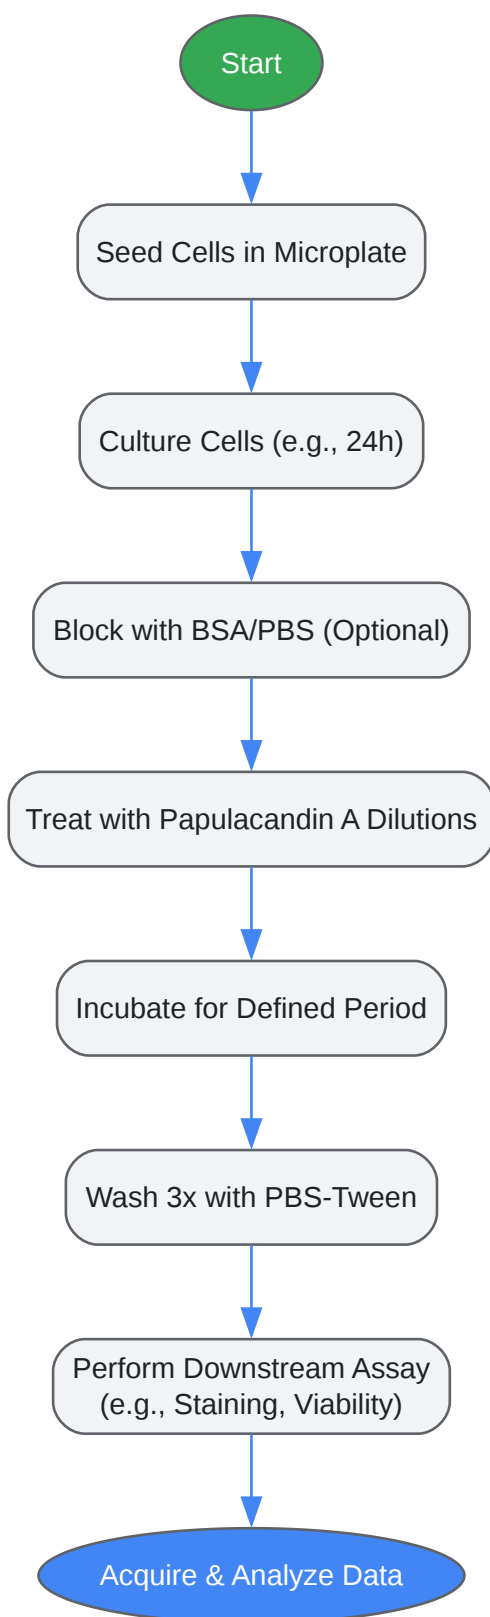 Start
Seed Cells in Microplate
Culture Cells (e.g., 24h)
Block with BSA/PBS (Optional)
Treat with Papulacandin A Dilutions
Incubate for Defined Period
Wash 3x with PBS-Tween
Perform Downstream Assay
(e.g., Staining, Viability)
Acquire & Analyze Data